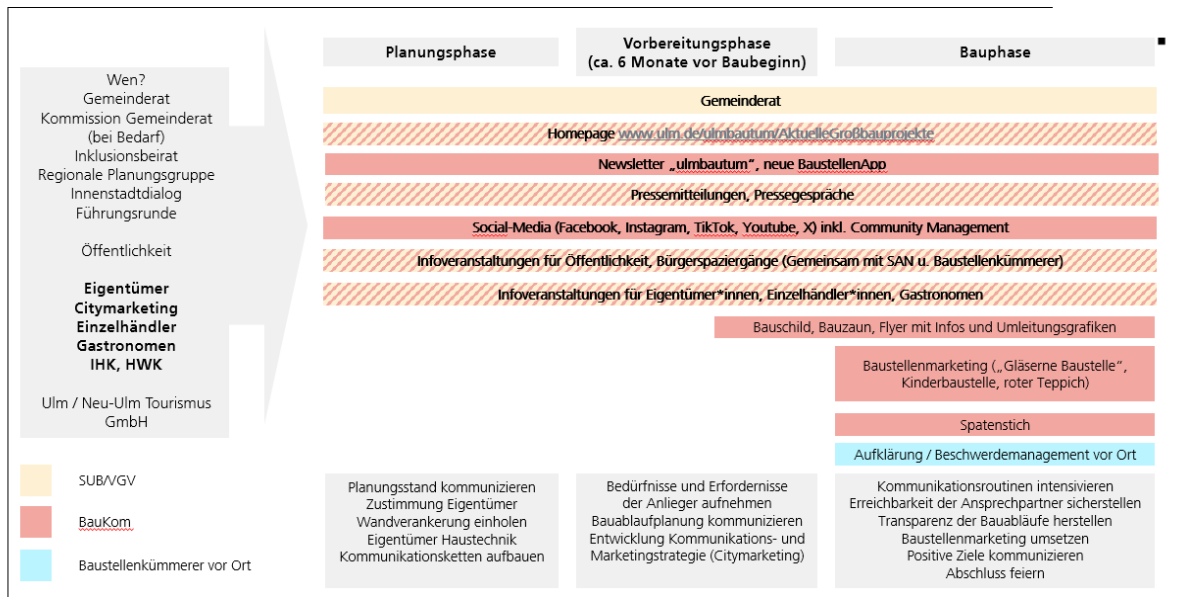 Planungsphase
Vorbereitungsphase
(ca. 6 Monate vor Baubeginn)
Bauphase
Wen?
Gemeinderat
Kommission Gemeinderat
(bei Bedarf)
Inklusionsbeirat
Regionale Planungsgruppe
Innenstadtdialog
Führungsrunde
Öffentlichkeit
Eigentümer
Citymarketing
Einzelhändler
Gastronomen
IHK, HWK
Ulm / Neu-Ulm Tourismus
GmbH
Gemeinderat
Homepage www.ulm.de/ulmbautum/AktuelleGroßbauprojekte
Newsletter „ulmbautum“, neue BaustellenApp
Pressemitteilungen, Pressegespräche
Social-Media (Facebook, Instagram, TikTok, Youtube, X) inkl. Community Management
Infoveranstaltungen für Öffentlichkeit, Bürgerspaziergänge (Gemeinsam mit SAN u. Baustellenkümmerer)
Infoveranstaltungen für Eigentümer*innen, Einzelhändler*innen, Gastronomen
Bauschild, Bauzaun, Flyer mit Infos und Umleitungsgrafiken
Baustellenmarketing („Gläserne Baustelle“,
Kinderbaustelle, roter Teppich)
Spatenstich
Aufklärung / Beschwerdemanagement vor Ort
SUB/VGV
BauKom
Baustellenkümmerer vor Ort
Planungsstand kommunizieren
Zustimmung Eigentümer
Wandverankerung einholen
Eigentümer Haustechnik
Kommunikationsketten aufbauen
Bedürfnisse und Erfordernisse
der Anlieger aufnehmen
Bauablaufplanung kommunizieren
Entwicklung Kommunikations- und
Marketingstrategie (Citymarketing)
Kommunikationsroutinen intensivieren
Erreichbarkeit der Ansprechpartner sicherstellen
Transparenz der Bauabläufe herstellen
Baustellenmarketing umsetzen
Positive Ziele kommunizieren
Abschluss feiern